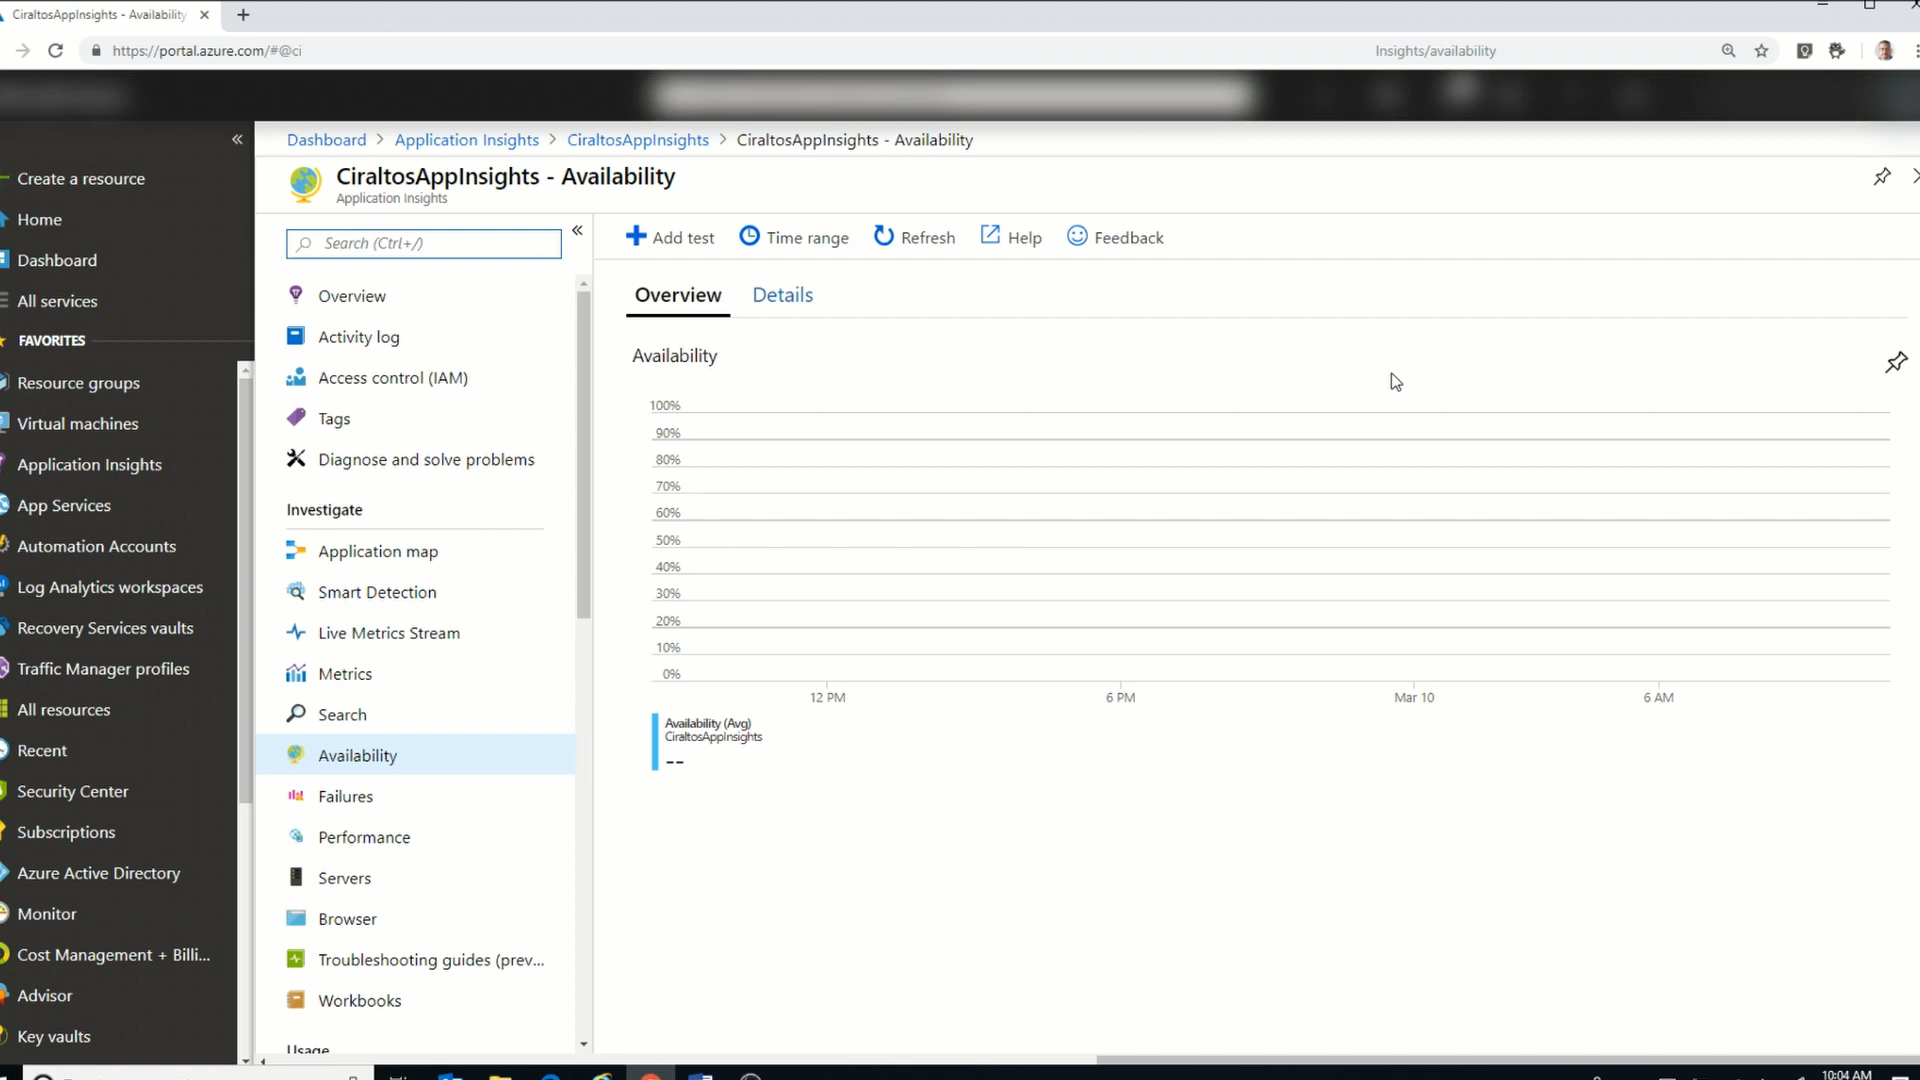 CiraltosAppInsights - Availability
https://portal.azure.com/#@ci
Insights/availability
Create a resource
Home
Dashboard
All services
FAVORITES
Resource groups
Virtual machines
Application Insights
App Services
Automation Accounts
Log Analytics workspaces
Recovery Services vaults
Traffic Manager profiles
All resources
Recent
Security Center
Subscriptions
Azure Active Directory
Monitor
Cost Management + Billi...
Advisor
Key vaults
Dashboard > Application Insights > CiraltosAppInsights > CiraltosAppInsights - Availability
CiraltosAppInsights - Availability
Application Insights
Search (Ctrl+/)
Overview
Activity log
Access control (IAM)
Tags
Diagnose and solve problems
Investigate
Application map
Smart Detection
Live Metrics Stream
Metrics
Search
Availability
Failures
Performance
Servers
Browser
Troubleshooting guides (prev...
Workbooks
Usage
Add test
Time range
Refresh
Help
Feedback
Overview
Details
Availability
100%
90%
80%
70%
60%
50%
40%
30%
20%
10%
0%
12 PM
6 PM
Mar 10
6 AM
Availability (Avg)
CiraltosAppInsights
--
10:04 AM